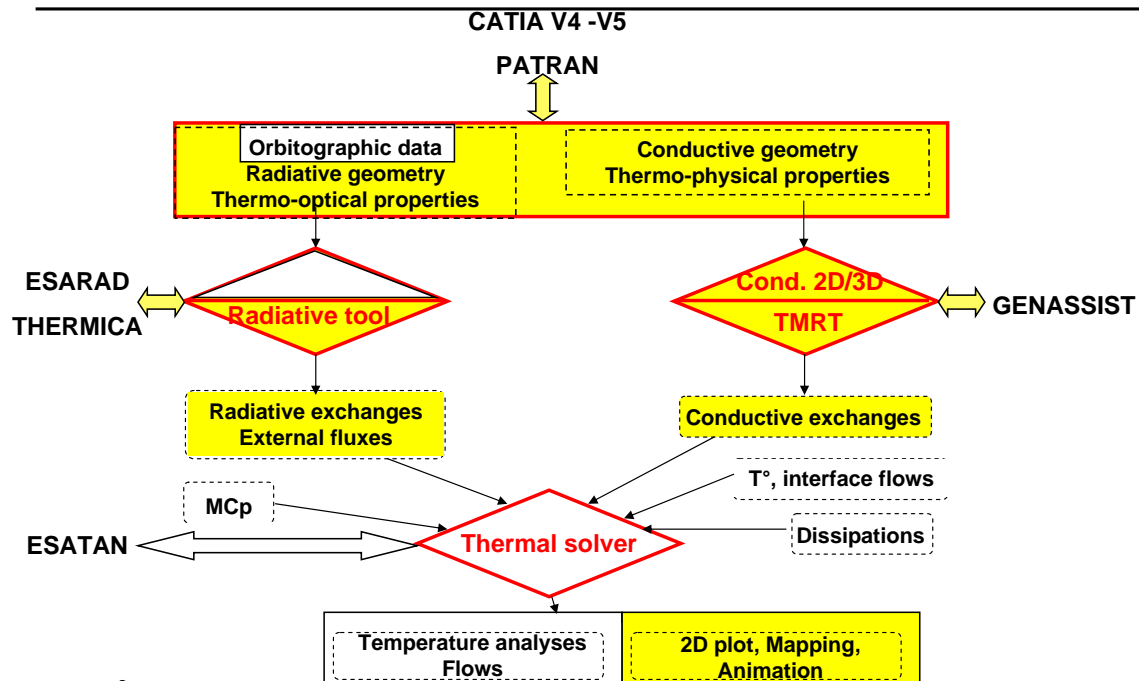 CATIA V4 -V5
PATRAN
Orbitographic data
Radiative geometry
Thermo-optical properties
Conductive geometry
Thermo-physical properties
ESARAD
THERMICA
Radiative tool
Cond. 2D/3D
TMRT
GENASSIST
Radiative exchanges
External fluxes
Conductive exchanges
T°, interface flows
MCp
Dissipations
ESATAN
Thermal solver
Temperature analyses
Flows
2D plot, Mapping,
Animation